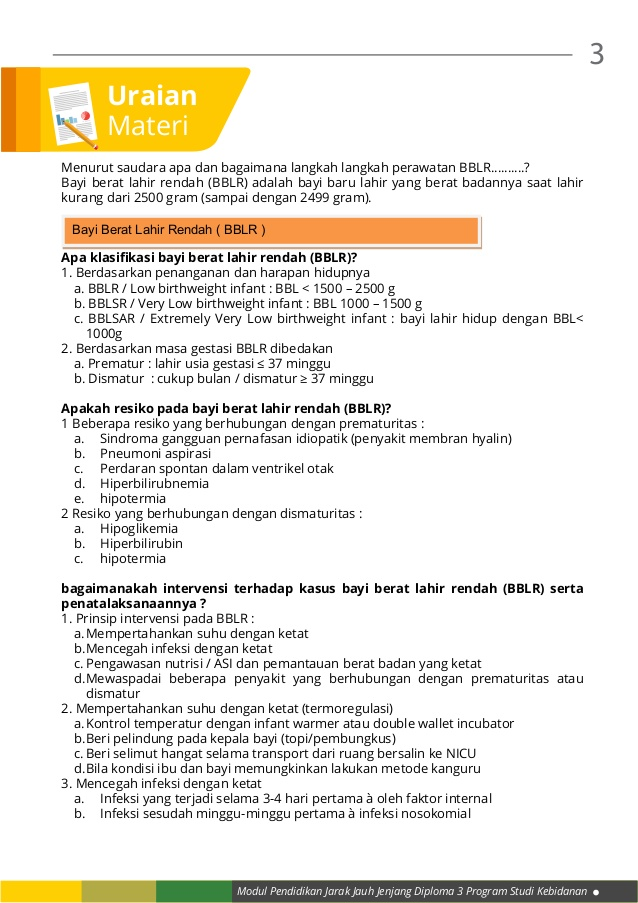 3
Uraian
Materi
Menurut saudara apa dan bagaimana langkah langkah perawatan BBLR.........?
Bayi berat lahir rendah (BBLR) adalah bayi baru lahir yang berat badannya saat lahir
kurang dari 2500 gram (sampai dengan 2499 gram).
Bayi Berat Lahir Rendah ( BBLR )
Apa klasifikasi bayi berat lahir rendah (BBLR)?
1. Berdasarkan penanganan dan harapan hidupnya
a. BBLR / Low birthweight infant : BBL < 1500 – 2500 g
b. BBLSR / Very Low birthweight infant : BBL 1000 – 1500 g
c. BBLSAR / Extremely Very Low birthweight infant : bayi lahir hidup dengan BBL<
1000g
2. Berdasarkan masa gestasi BBLR dibedakan
a. Prematur : lahir usia gestasi ≤ 37 minggu
b. Dismatur : cukup bulan / dismatur ≥ 37 minggu
Apakah resiko pada bayi berat lahir rendah (BBLR)?
1 Beberapa resiko yang berhubungan dengan prematuritas :
a. Sindroma gangguan pernafasan idiopatik (penyakit membran hyalin)
b. Pneumoni aspirasi
c. Perdaran spontan dalam ventrikel otak
d. Hiperbilirubnemia
e. hipotermia
2 Resiko yang berhubungan dengan dismaturitas :
a. Hipoglikemia
b. Hiperbilirubin
c. hipotermia
bagaimanakah intervensi terhadap kasus bayi berat lahir rendah (BBLR) serta
penatalaksanaannya ?
1. Prinsip intervensi pada BBLR :
a.Mempertahankan suhu dengan ketat
b.Mencegah infeksi dengan ketat
c. Pengawasan nutrisi / ASI dan pemantauan berat badan yang ketat
d.Mewaspadai beberapa penyakit yang berhubungan dengan prematuritas atau
dismatur
2. Mempertahankan suhu dengan ketat (termoregulasi)
a.Kontrol temperatur dengan infant warmer atau double wallet incubator
b.Beri pelindung pada kepala bayi (topi/pembungkus)
c. Beri selimut hangat selama transport dari ruang bersalin ke NICU
d.Bila kondisi ibu dan bayi memungkinkan lakukan metode kanguru
3. Mencegah infeksi dengan ketat
a. Infeksi yang terjadi selama 3-4 hari pertama à oleh faktor internal
b. Infeksi sesudah minggu-minggu pertama à infeksi nosokomial
Modul Pendidikan Jarak Jauh Jenjang Diploma 3 Program Studi Kebidanan ●